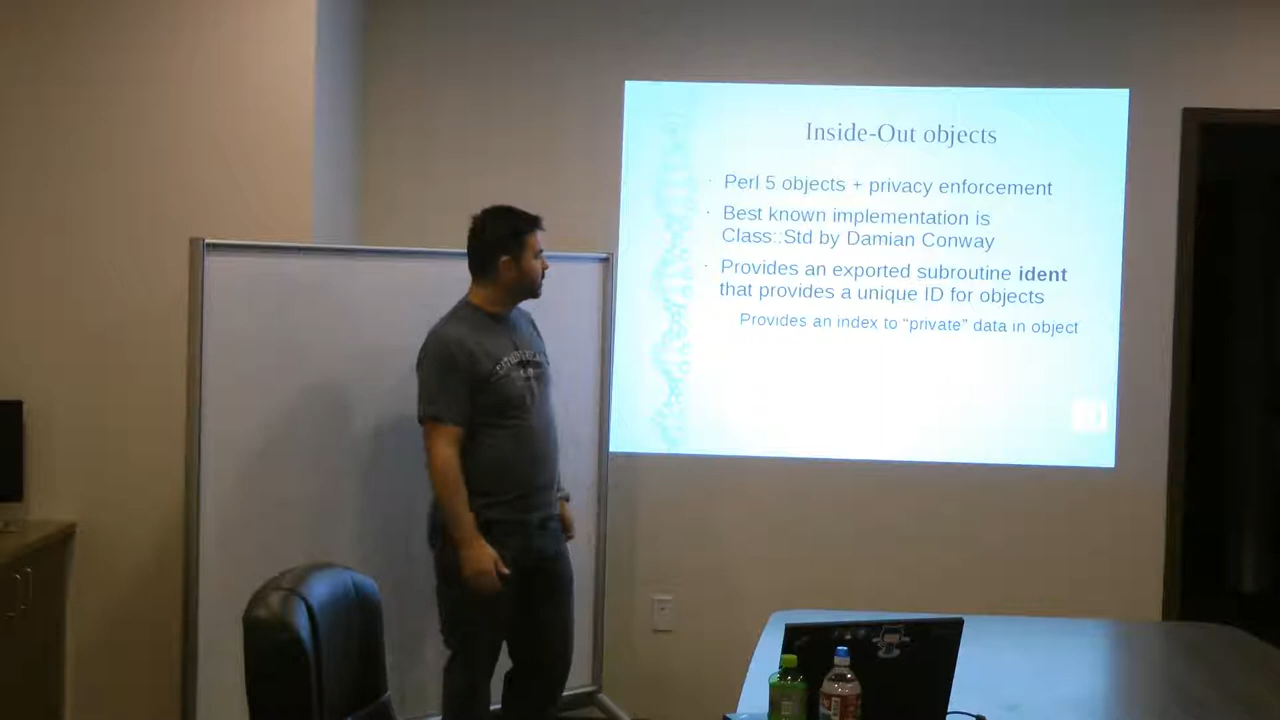 Inside-Out objects
· Perl 5 objects + privacy enforcement
· Best known implementation is
Class::Std by Damian Conway
· Provides an exported subroutine ident
that provides a unique ID for objects
Provides an index to “private” data in object